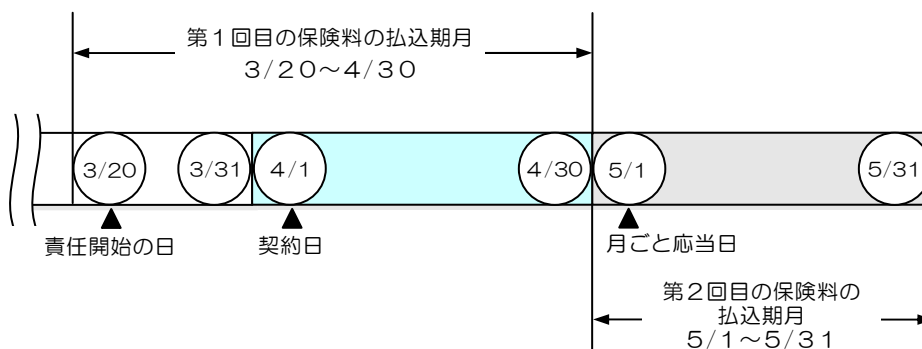 第１回目の保険料の払込期月
３/２０～４/３０
3/20
3/31
4/1
4/30
5/1
5/31
責任開始の日
契約日
月ごと応当日
第２回目の保険料の
払込期月
５/１～５/３１